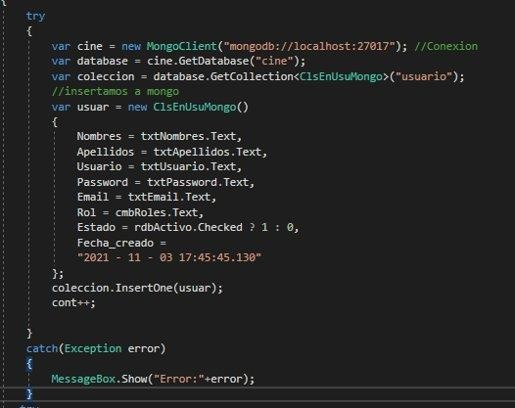 {
try
{
var cine = new MongoClient("mongodb://localhost:27017"); //Conexion
var database = cine.GetDatabase("cine");
var coleccion = database.GetCollection<ClsEnUsuMongo>("usuario");
//insertamos a mongo
var usuar = new ClsEnUsuMongo()
{
Nombres = txtNombres.Text,
Apellidos = txtApellidos.Text,
Usuario = txtUsuario.Text,
Password = txtPassword.Text,
Email = txtEmail.Text,
Rol = cmbRoles.Text,
Estado = rdbActivo.Checked ? 1 : 0,
Fecha_creado =
"2021 - 11 - 03 17:45:45.130"
};
coleccion.InsertOne(usuar);
cont++;
}
catch(Exception error)
{
MessageBox.Show("Error:"+error);
}
try